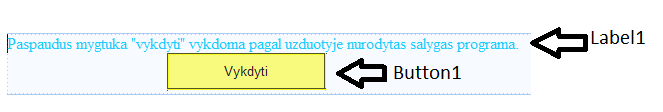 Paspaudus mygtuka "vykdyti" vykdoma pagal uzduotyje nurodytas salygas programa.
Label1
Vykdyti
Button1